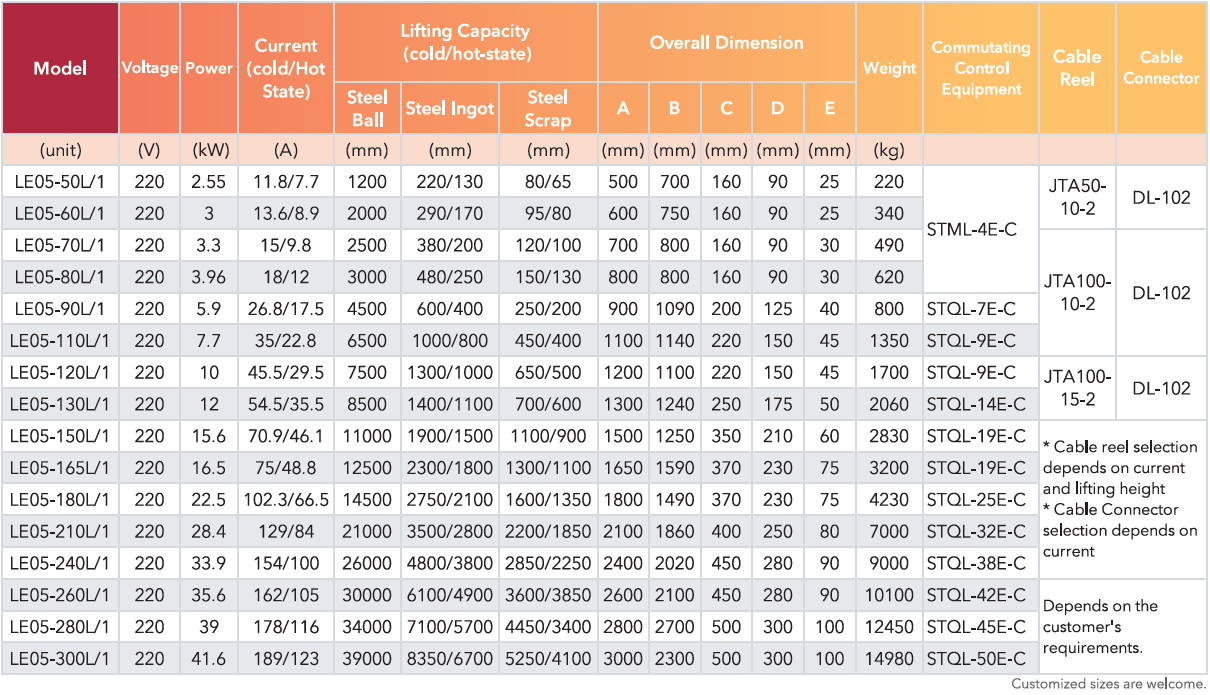 Model Voltage Power Current (cold/Hot State) Lifting Capacity (cold/hot-state) Overall Dimension Weight Commutating Control Equipment Cable Reel Cable Connector
Steel Ball Steel Ingot Steel Scrap A B C D E
(unit) (V) (kW) (A) (mm) (mm) (mm) (mm) (mm) (mm) (mm) (mm) (kg)
LE05-50L/1 220 2.55 11.8/7.7 1200 220/130 80/65 500 700 160 90 25 220 STML-4E-C JTA50-10-2 DL-102
LE05-60L/1 220 3 13.6/8.9 2000 290/170 95/80 600 750 160 90 25 340
LE05-70L/1 220 3.3 15/9.8 2500 380/200 120/100 700 800 160 90 30 490 JTA100-10-2 DL-102
LE05-80L/1 220 3.96 18/12 3000 480/250 150/130 800 800 160 90 30 620
LE05-90L/1 220 5.9 26.8/17.5 4500 600/400 250/200 900 1090 200 125 40 800 STQL-7E-C
LE05-110L/1 220 7.7 35/22.8 6500 1000/800 450/400 1100 1140 220 150 45 1350 STQL-9E-C
LE05-120L/1 220 10 45.5/29.5 7500 1300/1000 650/500 1200 1100 220 150 45 1700 STQL-9E-C JTA100-15-2 DL-102
LE05-130L/1 220 12 54.5/35.5 8500 1400/1100 700/600 1300 1240 250 175 50 2060 STQL-14E-C
LE05-150L/1 220 15.6 70.9/46.1 11000 1900/1500 1100/900 1500 1250 350 210 60 2830 STQL-19E-C
LE05-165L/1 220 16.5 75/48.8 12500 2300/1800 1300/1100 1650 1590 370 230 75 3200 STQL-19E-C
LE05-180L/1 220 22.5 102.3/66.5 14500 2750/2100 1600/1350 1800 1490 370 230 75 4230 STQL-25E-C
LE05-210L/1 220 28.4 129/84 21000 3500/2800 2200/1850 2100 1860 400 250 80 7000 STQL-32E-C
LE05-240L/1 220 33.9 154/100 26000 4800/3800 2850/2250 2400 2020 450 280 90 9000 STQL-38E-C
* Cable reel selection
depends on current
and lifting height
* Cable Connector
selection depends on
current
LE05-260L/1 220 35.6 162/105 30000 6100/4900 3600/3850 2600 2100 450 280 90 10100 STQL-42E-C
LE05-280L/1 220 39 178/116 34000 7100/5700 4450/3400 2800 2700 500 300 100 12450 STQL-45E-C
LE05-300L/1 220 41.6 189/123 39000 8350/6700 5250/4100 3000 2300 500 300 100 14980 STQL-50E-C
Depends on the
customer's
requirements.
Customized sizes are welcome.